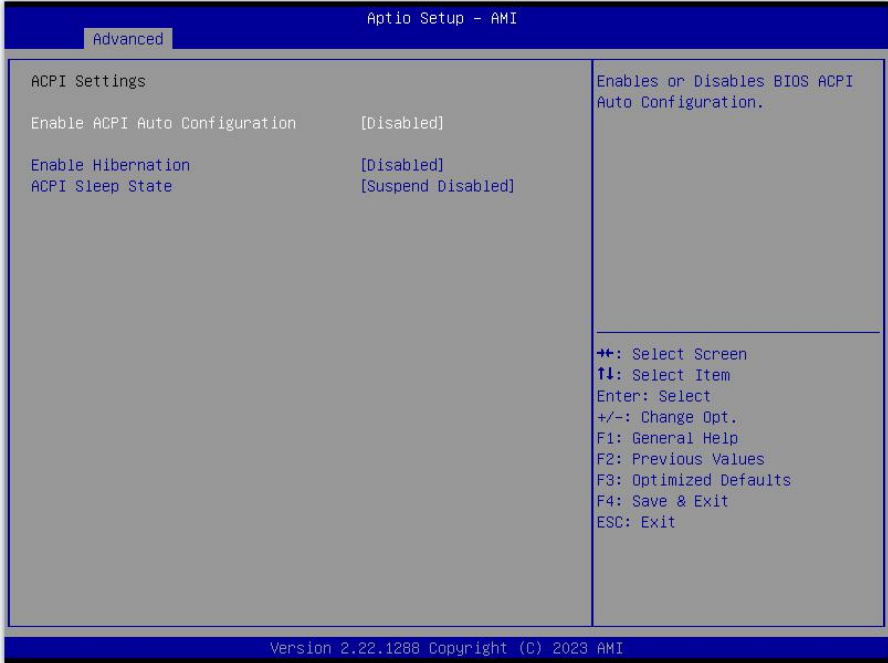 Aptio Setup – AMI
Advanced
ACPI Settings
Enable ACPI Auto Configuration [Disabled]
Enable Hibernation [Disabled]
ACPI Sleep State [Suspend Disabled]
Enables or Disables BIOS ACPI
Auto Configuration.
→←: Select Screen
↑↓: Select Item
Enter: Select
+/-: Change Opt.
F1: General Help
F2: Previous Values
F3: Optimized Defaults
F4: Save & Exit
ESC: Exit
Version 2.22.1288 Copyright (C) 2023 AMI